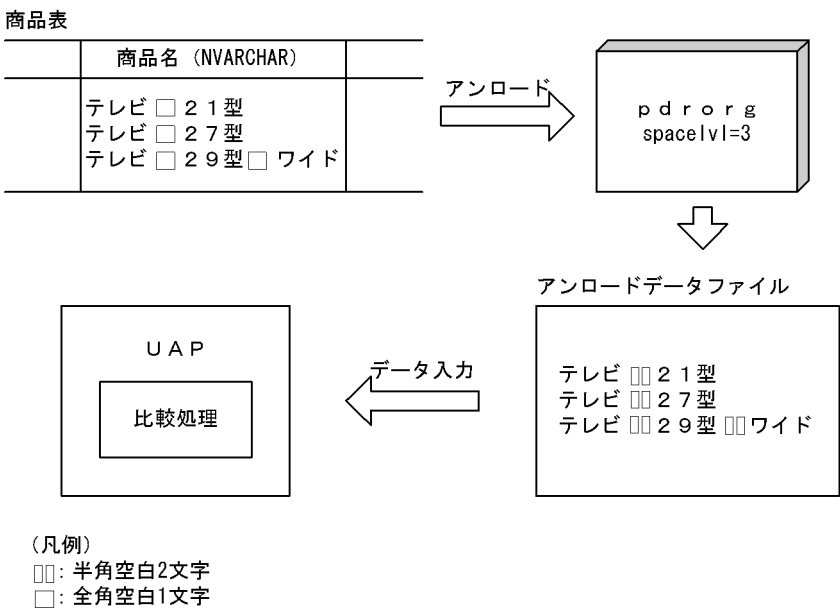 商品表
商品名 (NVARCHAR)
テレビ□２１型
テレビ□２７型
テレビ□２９型□ワイド
アンロード
ｐｄｒｏｒｇ
spacelvl=3
アンロードデータファイル
テレビ▯▯２１型
テレビ▯▯２７型
テレビ▯▯２９型▯▯ワイド
データ入力
ＵＡＰ
比較処理
(凡例)
▯▯: 半角空白2文字
□: 全角空白1文字